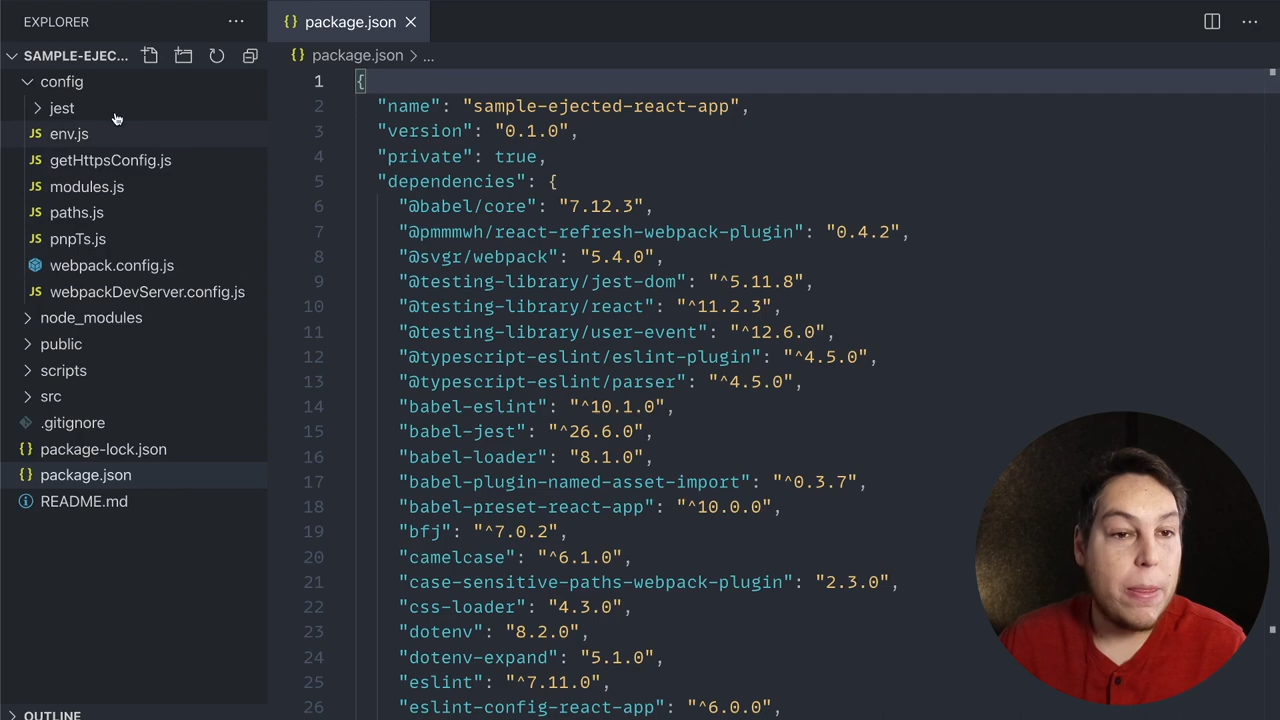 EXPLORER
SAMPLE-EJEC...
config
jest
env.js
getHttpsConfig.js
modules.js
paths.js
pnpTs.js
webpack.config.js
webpackDevServer.config.js
node_modules
public
scripts
src
.gitignore
package-lock.json
package.json
README.md
OUTLINE
{} package.json
{} package.json > ...
1 {
2 "name": "sample-ejected-react-app",
3 "version": "0.1.0",
4 "private": true,
5 "dependencies": {
6 "@babel/core": "7.12.3",
7 "@pmmmwh/react-refresh-webpack-plugin": "0.4.2",
8 "@svgr/webpack": "5.4.0",
9 "@testing-library/jest-dom": "^5.11.8",
10 "@testing-library/react": "^11.2.3",
11 "@testing-library/user-event": "^12.6.0",
12 "@typescript-eslint/eslint-plugin": "^4.5.0",
13 "@typescript-eslint/parser": "^4.5.0",
14 "babel-eslint": "^10.1.0",
15 "babel-jest": "^26.6.0",
16 "babel-loader": "8.1.0",
17 "babel-plugin-named-asset-import": "^0.3.7",
18 "babel-preset-react-app": "^10.0.0",
19 "bfj": "^7.0.2",
20 "camelcase": "^6.1.0",
21 "case-sensitive-paths-webpack-plugin": "2.3.0",
22 "css-loader": "4.3.0",
23 "dotenv": "8.2.0",
24 "dotenv-expand": "5.1.0",
25 "eslint": "^7.11.0",
26 "eslint-config-react-app": "^6.0.0",